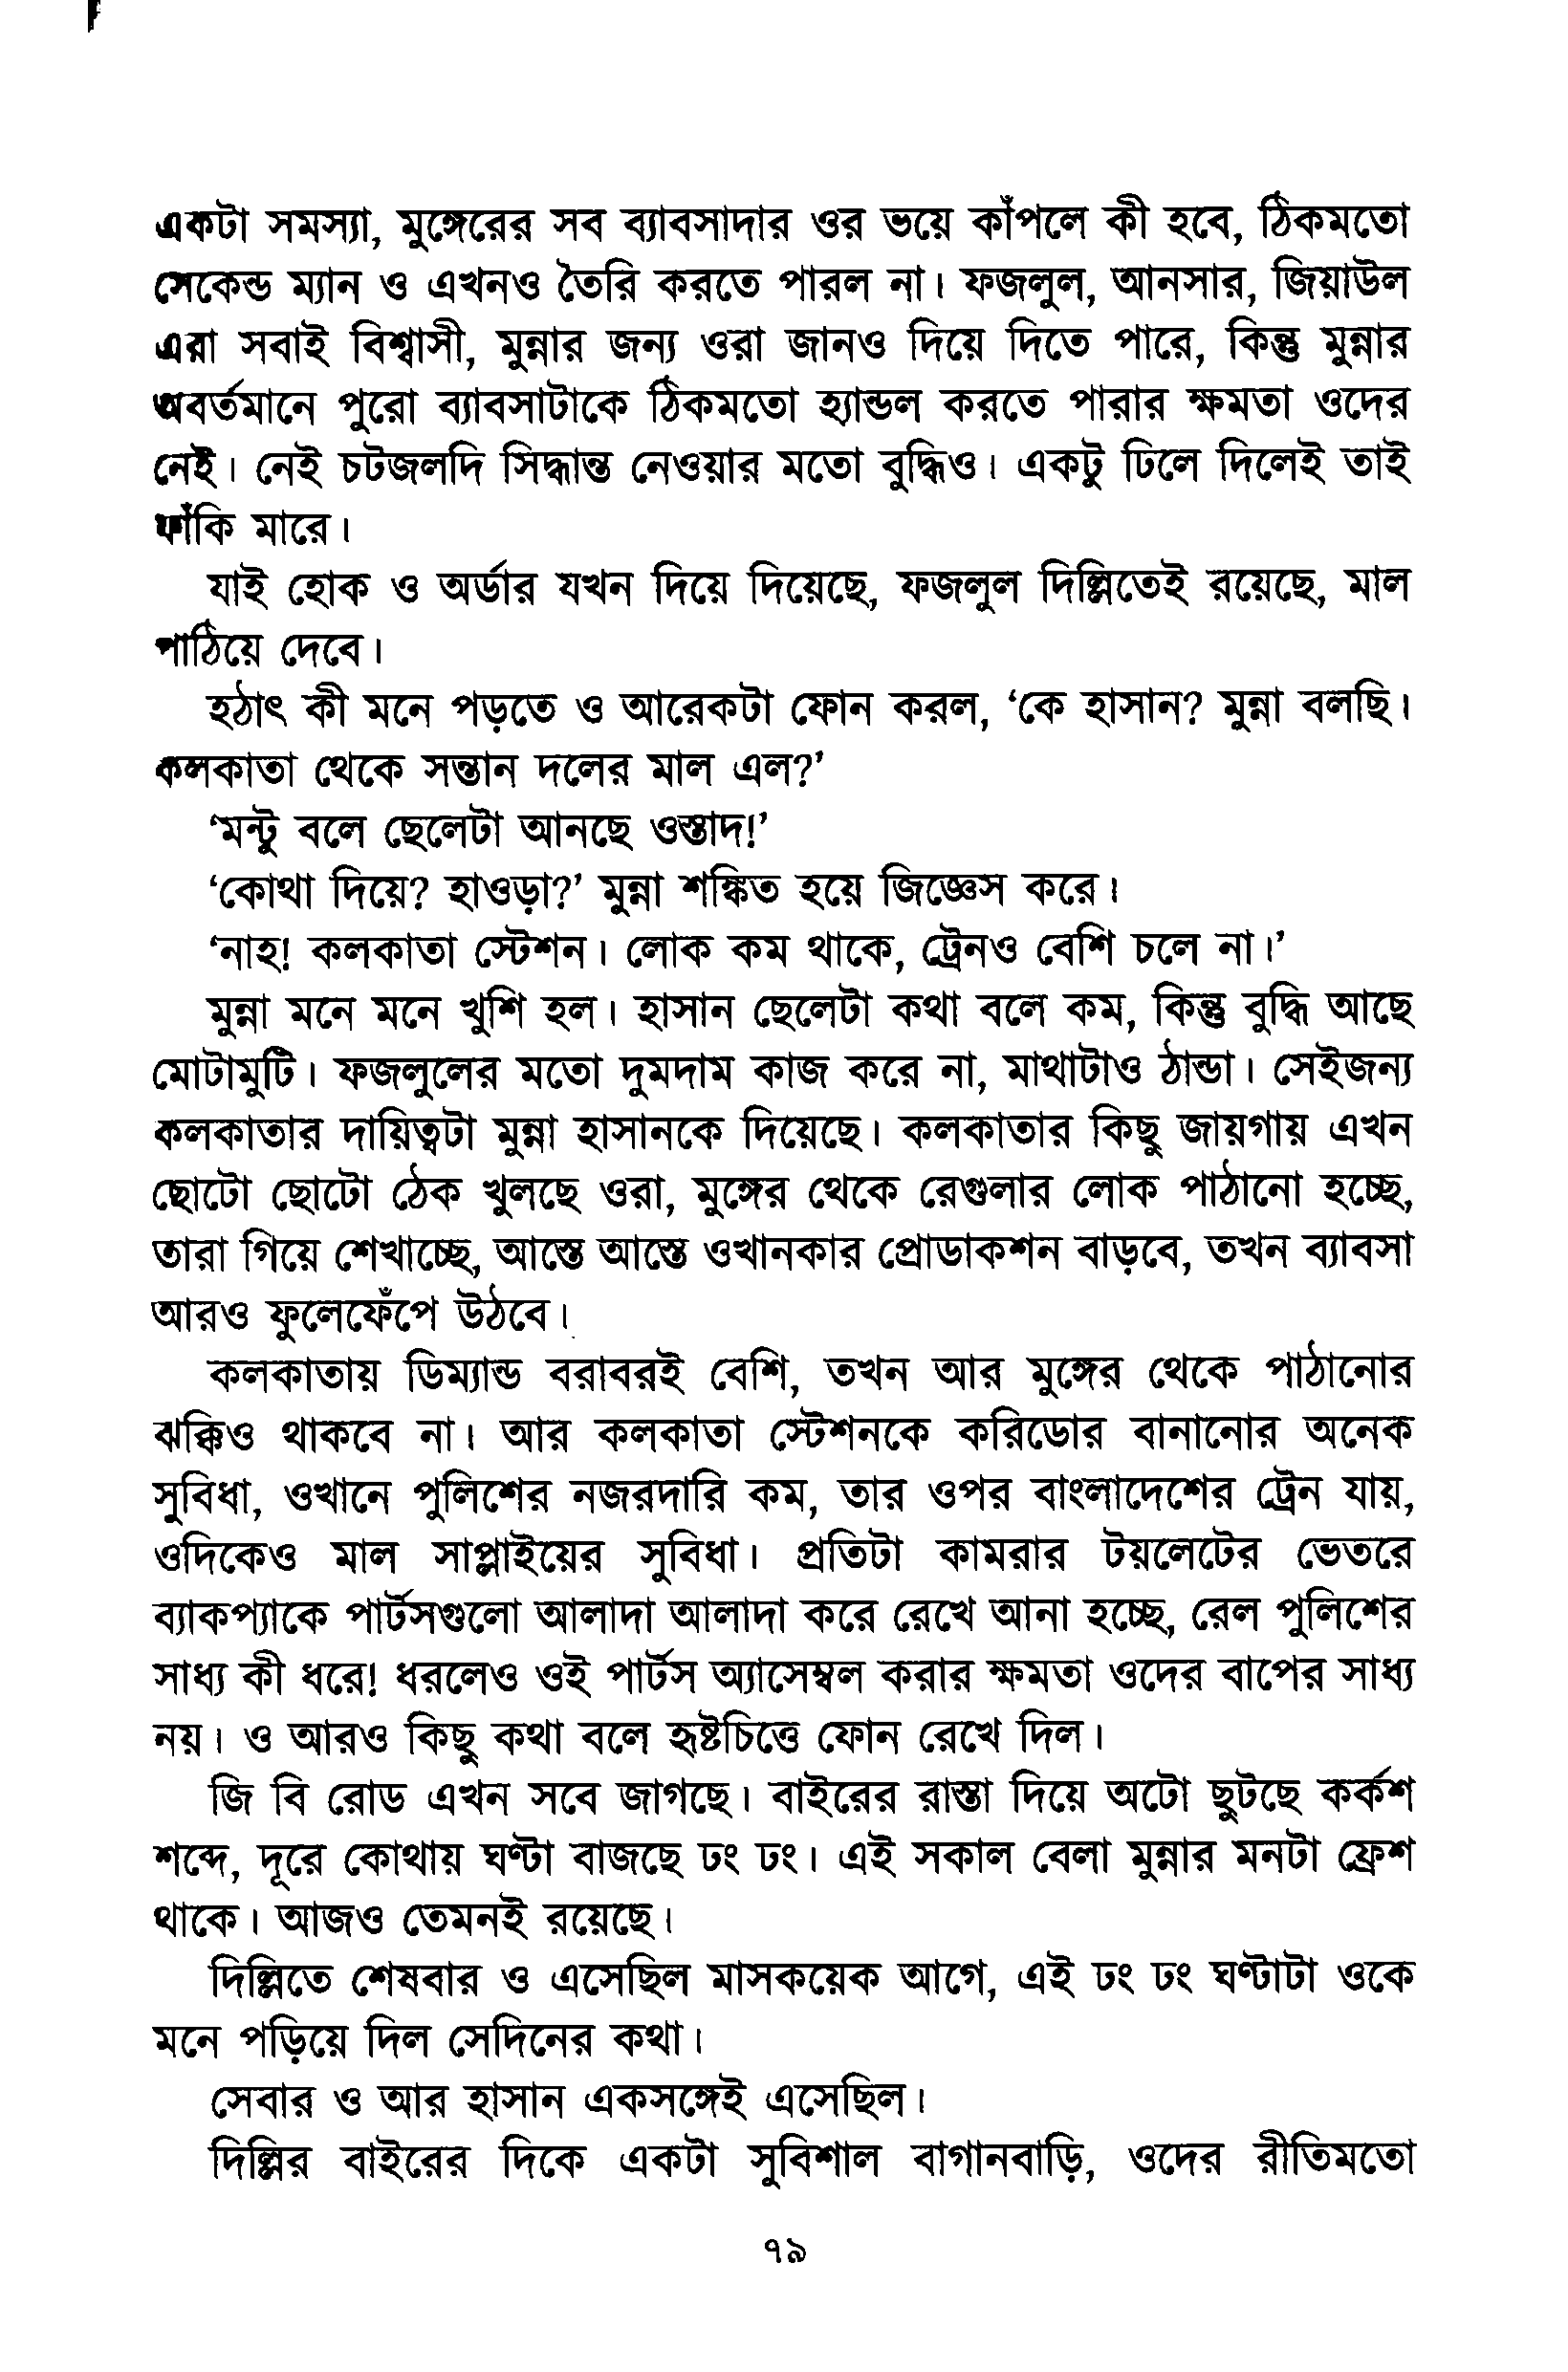 একটা সমস্যা, মুঙ্গেরের সব ব্যাবসাদার ওর ভয়ে কাঁপলে কী হবে, ঠিকমতো
সেকেন্ড ম্যান ও এখনও তৈরি করতে পারল না। ফজলুল, আনসার, জিয়াউল
এরা সবাই বিশ্বাসী, মুন্নার জন্য ওরা জানও দিয়ে দিতে পারে, কিন্তু মুন্নার
অবর্তমানে পুরো ব্যাবসাটাকে ঠিকমতো হ্যান্ডল করতে পারার ক্ষমতা ওদের
নেই। নেই চটজলদি সিদ্ধান্ত নেওয়ার মতো বুদ্ধিও। একটু ঢিলে দিলেই তাই
ফাঁকি মারে।
যাই হোক ও অর্ডার যখন দিয়ে দিয়েছে, ফজলুল দিল্লিতেই রয়েছে, মাল
পাঠিয়ে দেবে।
হঠাৎ কী মনে পড়তে ও আরেকটা ফোন করল, ‘কে হাসান? মুন্না বলছি।
কলকাতা থেকে সন্তান দলের মাল এল?’
‘মন্টু বলে ছেলেটা আনছে ওস্তাদ!’
‘কোথা দিয়ে? হাওড়া?’ মুন্না শঙ্কিত হয়ে জিজ্ঞেস করে।
‘নাহ! কলকাতা স্টেশন। লোক কম থাকে, ট্রেনও বেশি চলে না।’
মুন্না মনে মনে খুশি হল। হাসান ছেলেটা কথা বলে কম, কিন্তু বুদ্ধি আছে
মোটামুটি। ফজলুলের মতো দুমদাম কাজ করে না, মাথাটাও ঠান্ডা। সেইজন্য
কলকাতার দায়িত্বটা মুন্না হাসানকে দিয়েছে। কলকাতার কিছু জায়গায় এখন
ছোটো ছোটো ঠেক খুলছে ওরা, মুঙ্গের থেকে রেগুলার লোক পাঠানো হচ্ছে,
তারা গিয়ে শেখাচ্ছে, আস্তে আস্তে ওখানকার প্রোডাকশন বাড়বে, তখন ব্যাবসা
আরও ফুলেফেঁপে উঠবে।
কলকাতায় ডিম্যান্ড বরাবরই বেশি, তখন আর মুঙ্গের থেকে পাঠানোর
ঝক্কিও থাকবে না। আর কলকাতা স্টেশনকে করিডোর বানানোর অনেক
সুবিধা, ওখানে পুলিশের নজরদারি কম, তার ওপর বাংলাদেশের ট্রেন যায়,
ওদিকেও মাল সাপ্লাইয়ের সুবিধা। প্রতিটা কামরার টয়লেটের ভেতরে
ব্যাকপ্যাকে পার্টসগুলো আলাদা আলাদা করে রেখে আনা হচ্ছে, রেল পুলিশের
সাধ্য কী ধরে! ধরলেও ওই পার্টস অ্যাসেম্বল করার ক্ষমতা ওদের বাপের সাধ্য
নয়। ও আরও কিছু কথা বলে হৃষ্টচিত্তে ফোন রেখে দিল।
জি বি রোড এখন সবে জাগছে। বাইরের রাস্তা দিয়ে অটো ছুটছে কর্কশ
শব্দে, দূরে কোথায় ঘণ্টা বাজছে ঢং ঢং। এই সকাল বেলা মুন্নার মনটা ফ্রেশ
থাকে। আজও তেমনই রয়েছে।
দিল্লিতে শেষবার ও এসেছিল মাসকয়েক আগে, এই ঢং ঢং ঘণ্টাটা ওকে
মনে পড়িয়ে দিল সেদিনের কথা।
সেবার ও আর হাসান একসঙ্গেই এসেছিল।
দিল্লির বাইরের দিকে একটা সুবিশাল বাগানবাড়ি, ওদের রীতিমতো
৭৯